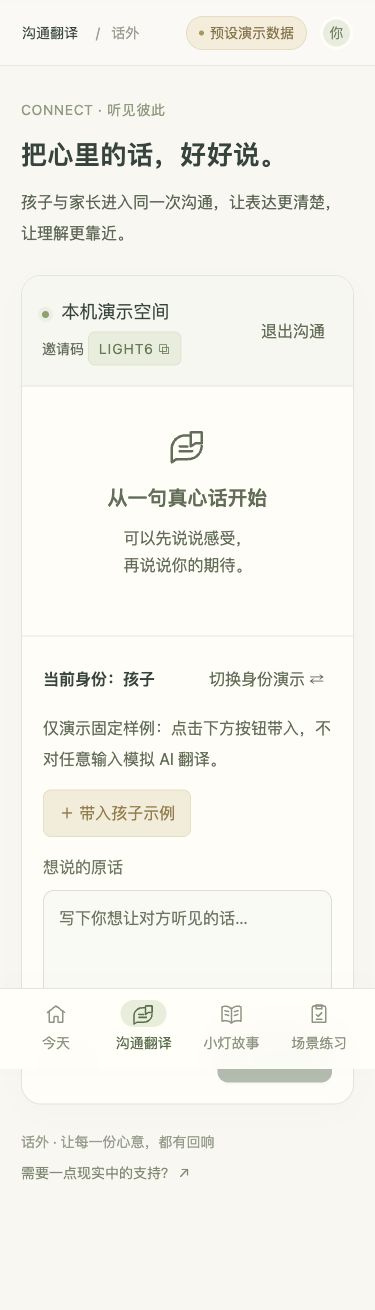 沟通翻译 / 话外
预设演示数据
你
CONNECT · 听见彼此
把心里的话，好好说。
孩子与家长进入同一次沟通，让表达更清楚，
让理解更靠近。
本机演示空间
邀请码 LIGHT6
退出沟通
从一句真心话开始
可以先说说感受，
再说说你的期待。
当前身份：孩子
切换身份演示 ⇄
仅演示固定样例：点击下方按钮带入，不
对任意输入模拟 AI 翻译。
＋ 带入孩子示例
想说的原话
写下你想让对方听见的话…
今天
沟通翻译
小灯故事
场景练习
话外 · 让每一份心意，都有回响
需要一点现实中的支持？ ↗